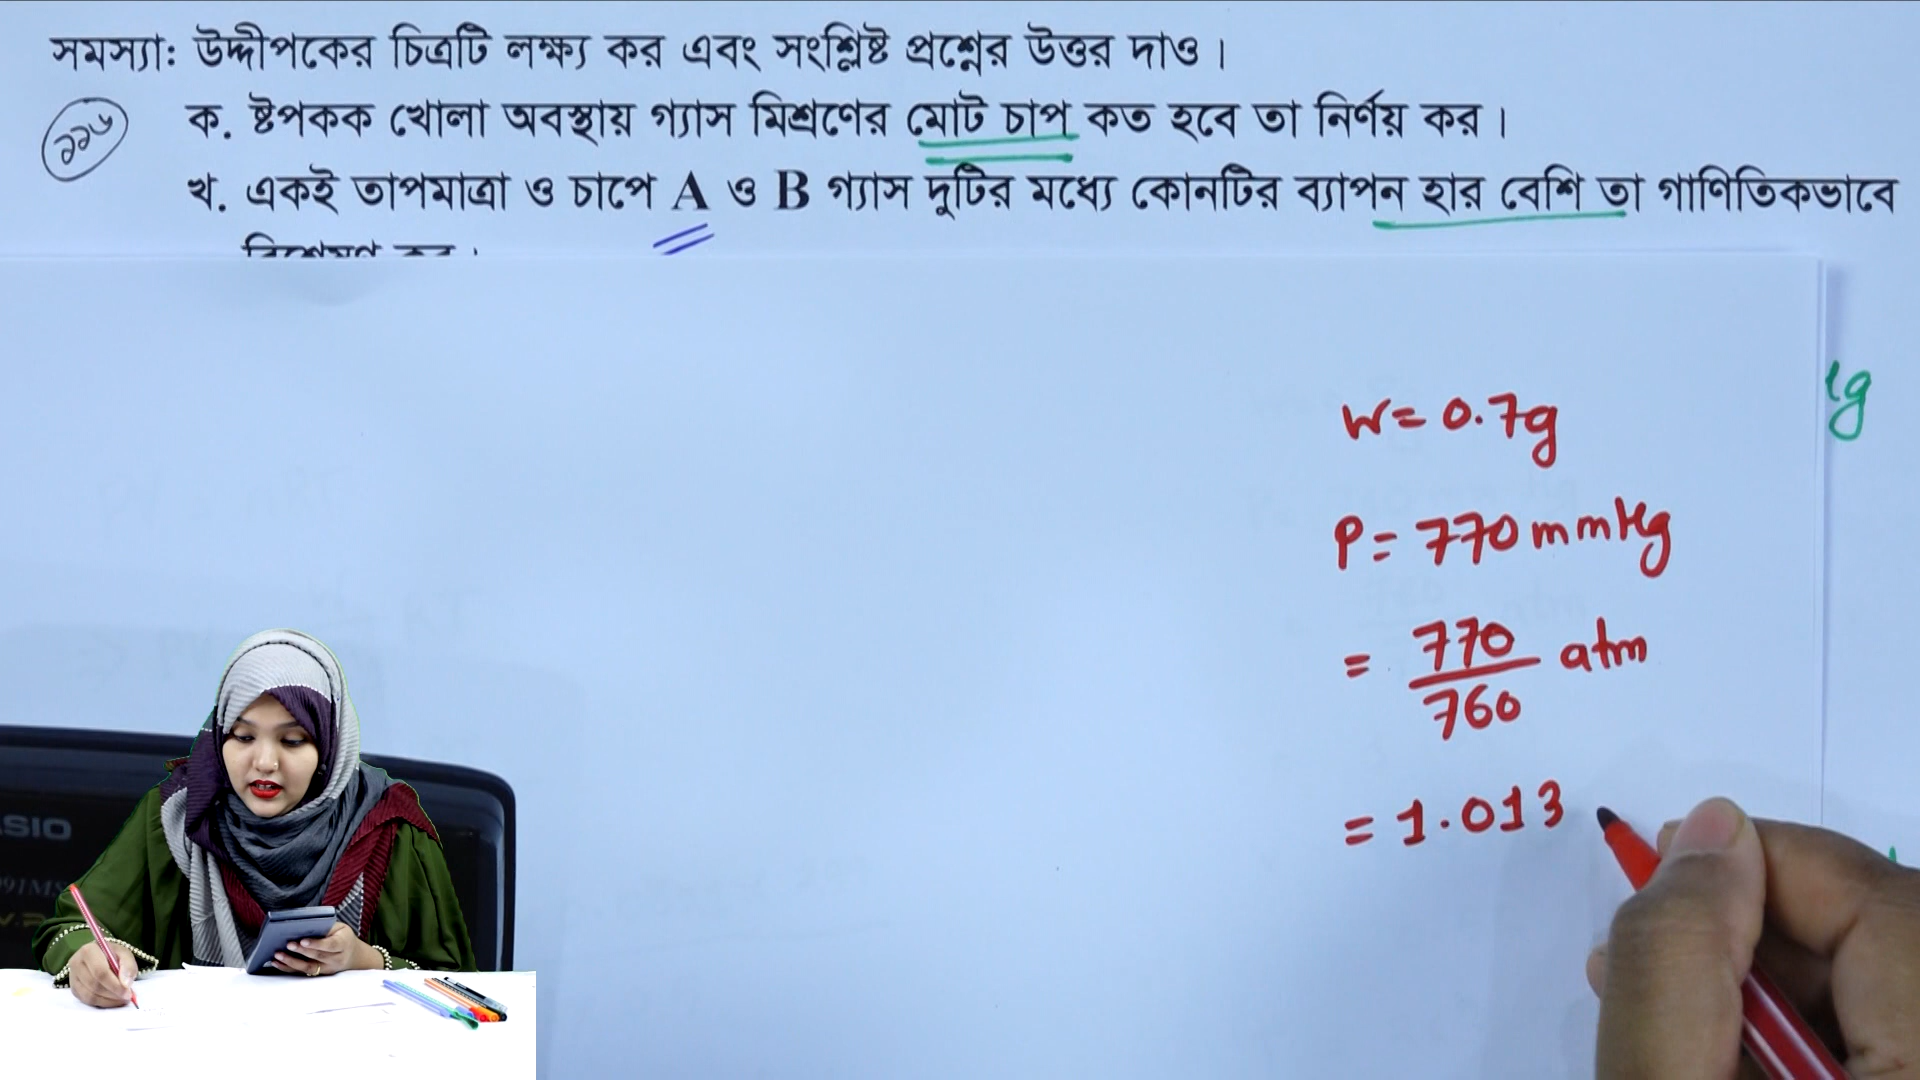 সমস্যা: উদ্দীপকের চিত্রটি লক্ষ্য কর এবং সংশ্লিষ্ট প্রশ্নের উত্তর দাও।
১১৬
ক. ষ্টপকক খোলা অবস্থায় গ্যাস মিশ্রণের মোট চাপ কত হবে তা নির্ণয় কর।
খ. একই তাপমাত্রা ও চাপে A ও B গ্যাস দুটির মধ্যে কোনটির ব্যাপন হার বেশি তা গাণিতিকভাবে
W = 0.7g
P = 770 mmHg
= 770/760 atm
= 1.013